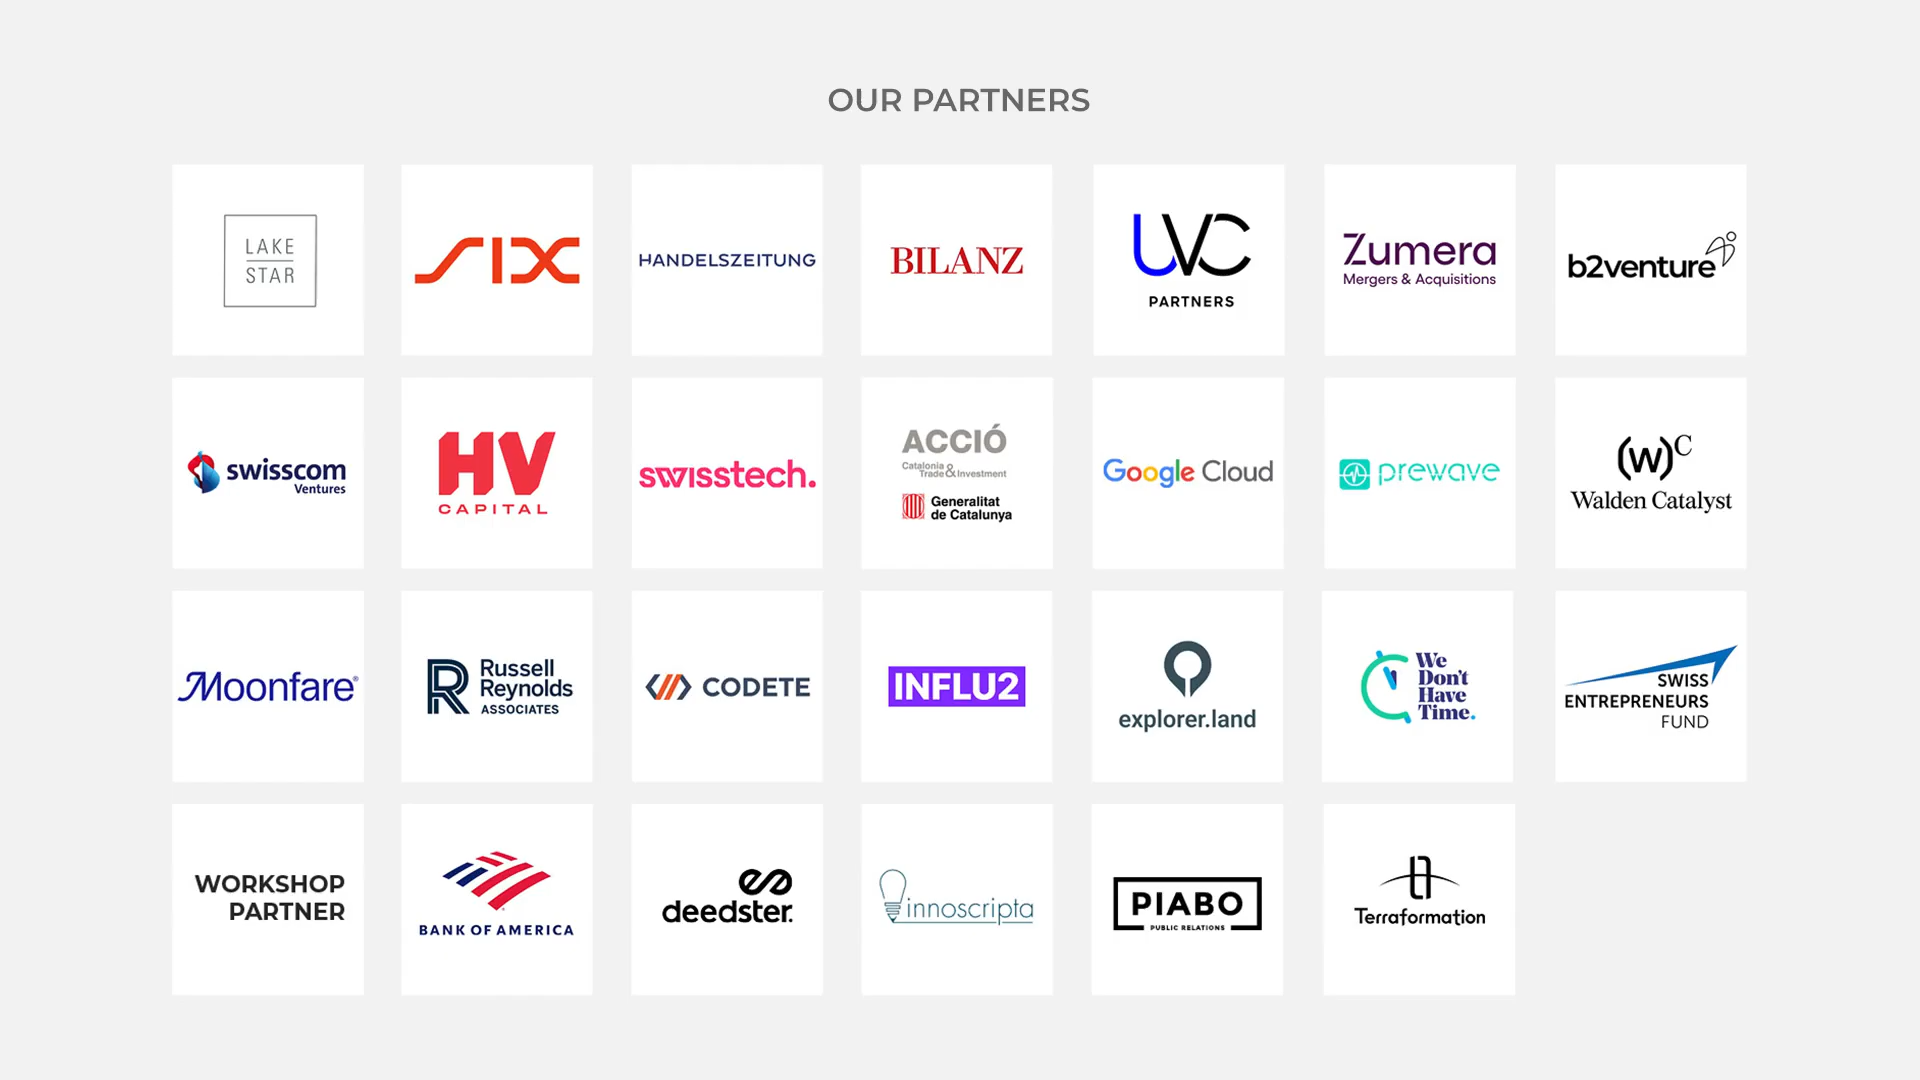 OUR PARTNERS
LAKE
STAR
SIX
HANDELSZEITUNG
BILANZ
UVC
PARTNERS
Zumera
Mergers & Acquisitions
b2venture
swisscom
Ventures
HV
CAPITAL
swisstech.
ACCIÓ
Catalonia
Trade & Investment
Generalitat
de Catalunya
Google Cloud
prewave
(W)C
Walden Catalyst
Moonfare®
Russell
Reynolds
ASSOCIATES
CODETE
INFLU2
explorer.land
We
Don't
Have
Time.
SWISS
ENTREPRENEURS
FUND
WORKSHOP
PARTNER
BANK OF AMERICA
deedster.
innoscripta
PIABO
PUBLIC RELATIONS
Terraformation